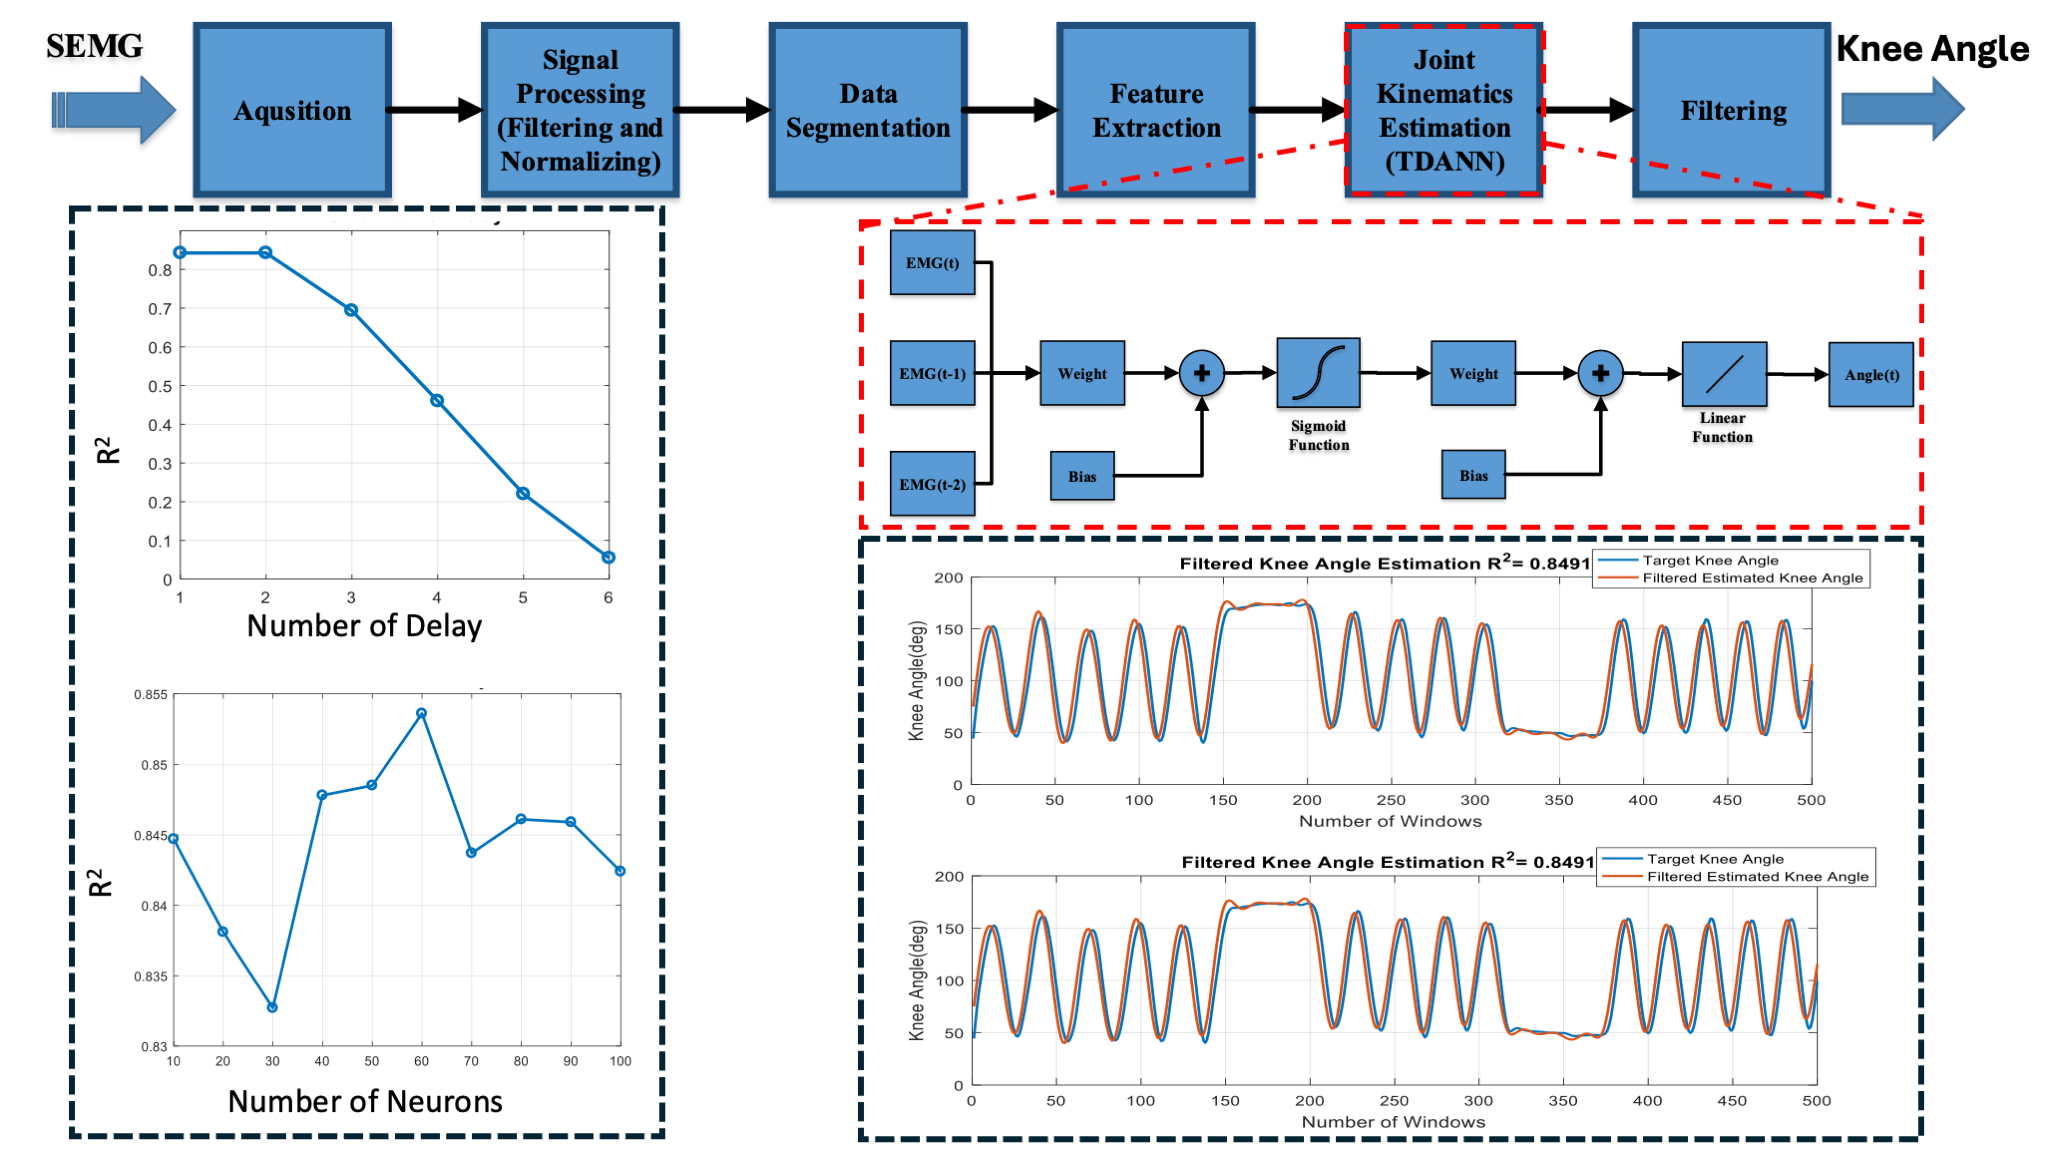 SEMG
Aqusition
Signal
Processing
(Filtering and
Normalizing)
Data
Segmentation
Feature
Extraction
Joint
Kinematics
Estimation
(TDANN)
Filtering
Knee Angle
0.8
0.7
0.6
0.5
0.4
0.3
0.2
0.1
0
1 2 3 4 5 6
R²
Number of Delay
0.855
0.85
0.845
0.84
0.835
0.83
10 20 30 40 50 60 70 80 90 100
R²
Number of Neurons
EMG(t)
EMG(t-1)
EMG(t-2)
Weight
Bias
+
Sigmoid
Function
Weight
Bias
+
Linear
Function
Angle(t)
Filtered Knee Angle Estimation R²= 0.8491
Target Knee Angle
Filtered Estimated Knee Angle
200
150
100
50
0
Knee Angle(deg)
0 50 100 150 200 250 300 350 400 450 500
Number of Windows
Filtered Knee Angle Estimation R²= 0.8491
Target Knee Angle
Filtered Estimated Knee Angle
200
150
100
50
0
Knee Angle(deg)
0 50 100 150 200 250 300 350 400 450 500
Number of Windows